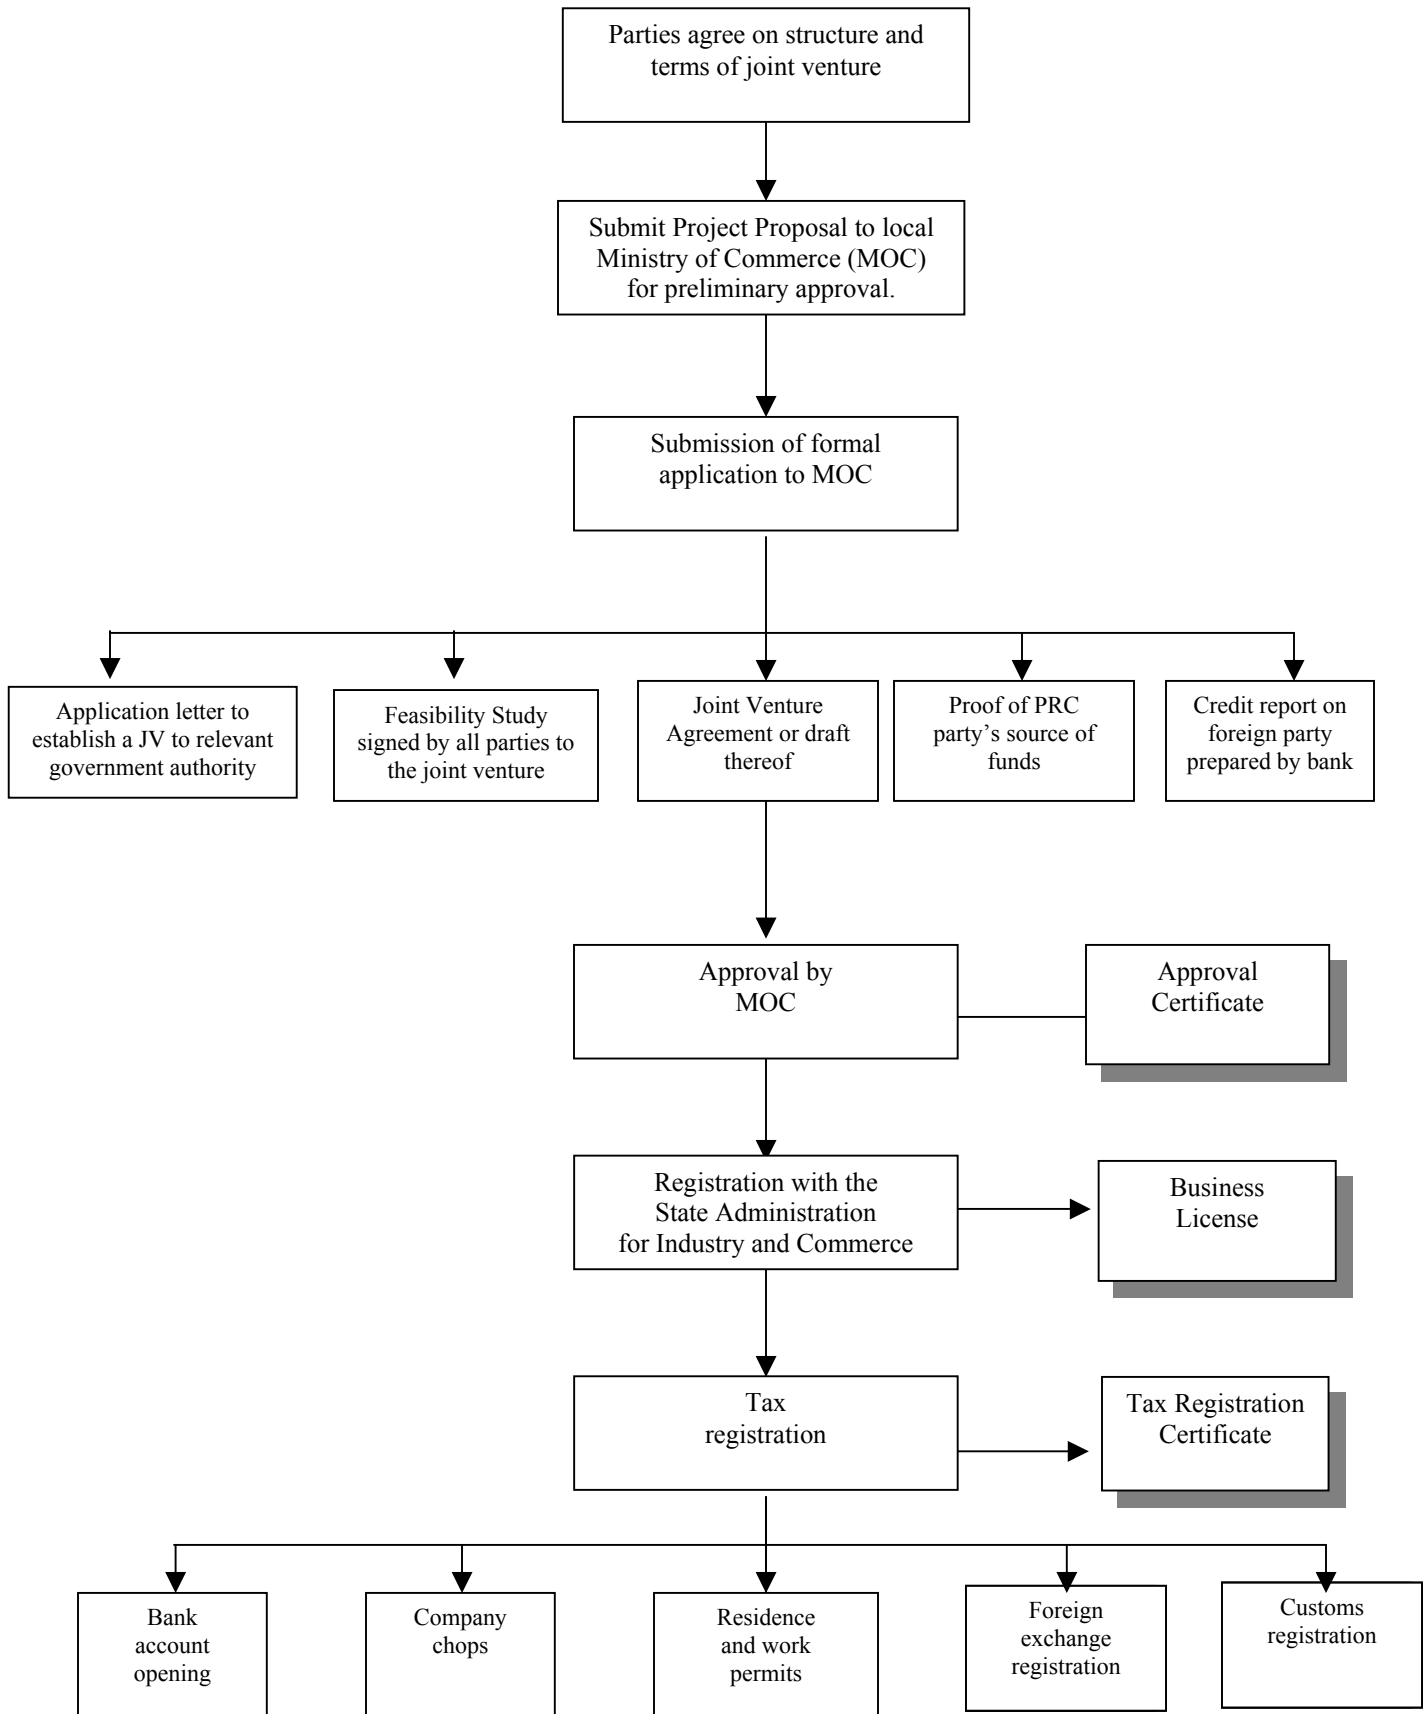 Parties agree on structure and
terms of joint venture
Submit Project Proposal to local
Ministry of Commerce (MOC)
for preliminary approval.
Submission of formal
application to MOC
Application letter to
establish a JV to relevant
government authority
Feasibility Study
signed by all parties to
the joint venture
Joint Venture
Agreement or draft
thereof
Proof of PRC
party’s source of
funds
Credit report on
foreign party
prepared by bank
Approval by
MOC
Approval
Certificate
Registration with the
State Administration
for Industry and Commerce
Business
License
Tax
registration
Tax Registration
Certificate
Bank
account
opening
Company
chops
Residence
and work
permits
Foreign
exchange
registration
Customs
registration